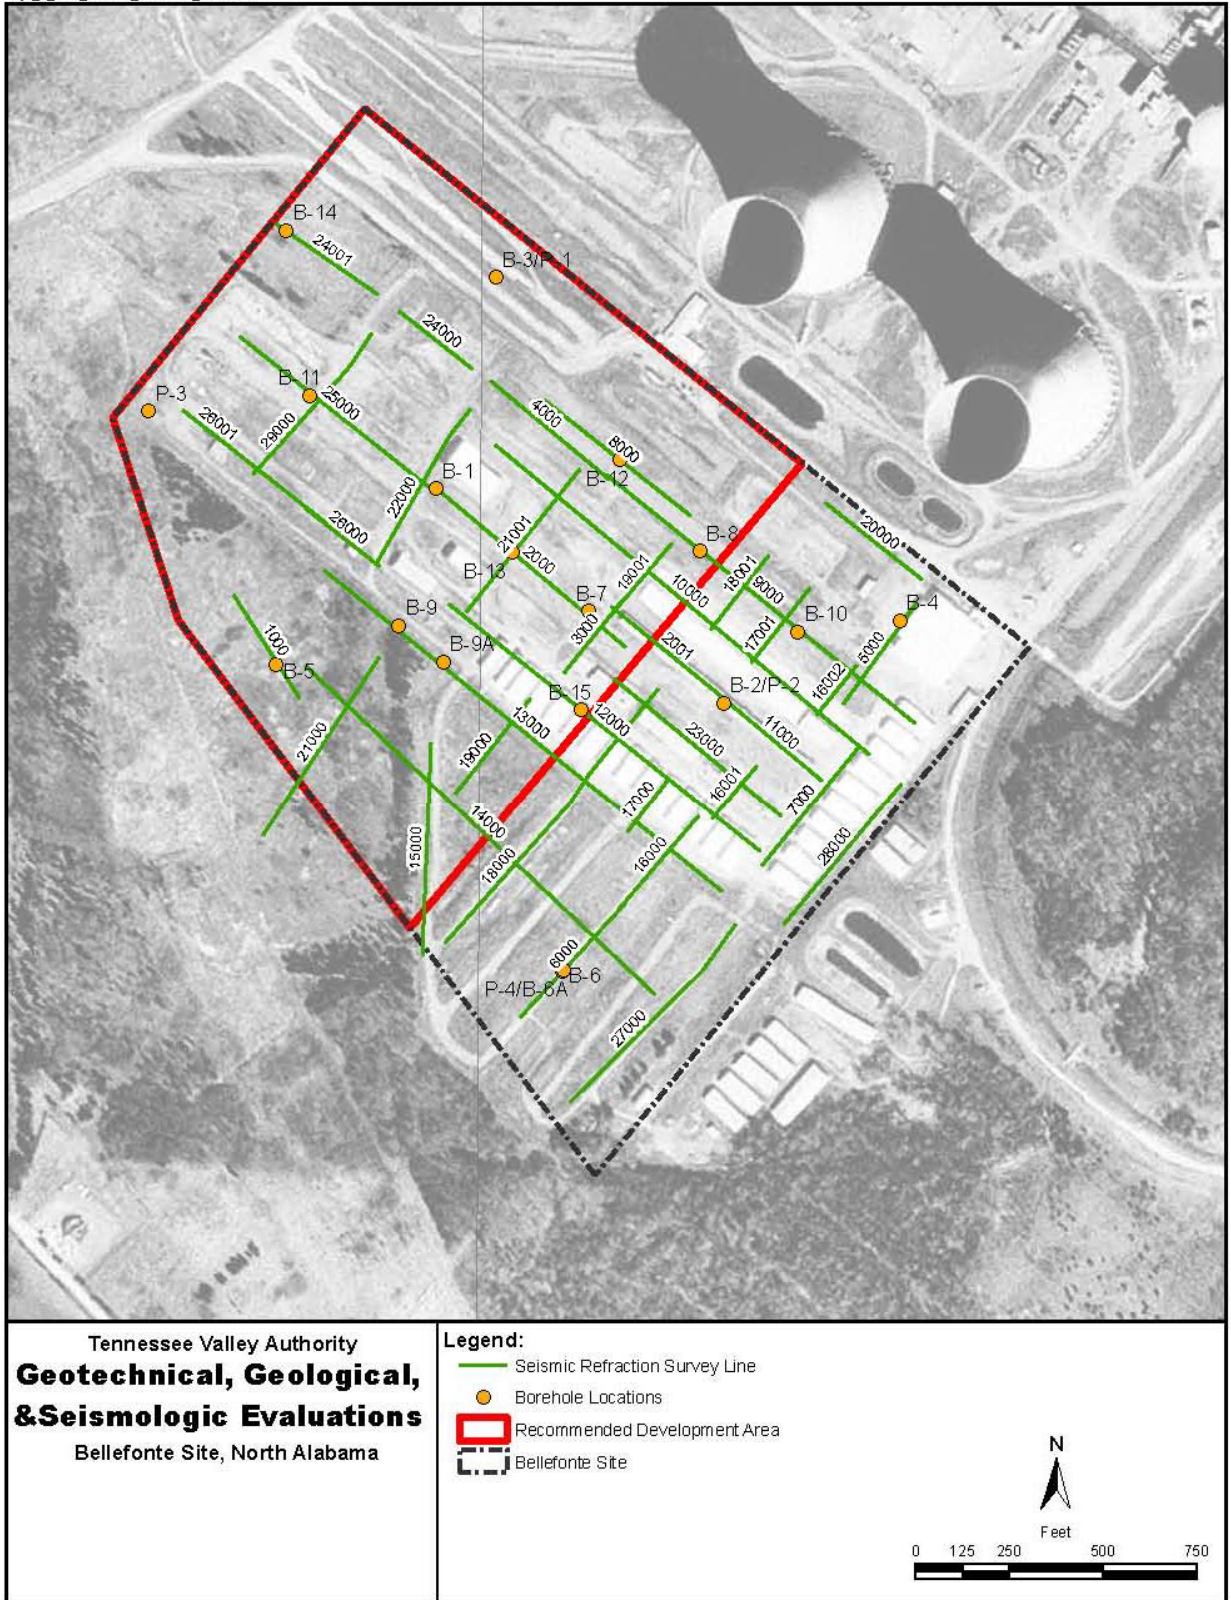 B-14
24001
B-3/P-1
24000
B-11
25000
P-3
26001
29000
4000
8000
B-12
B-1
22000
26000
21001
2000
B-13
B-8
20000
19001
10000
18001
9000
B-7
3000
17001
B-10
B-4
5000
B-9
B-9A
1000
B-5
2001
16002
B-2/P-2
B-15
12000
13000
11000
23000
21000
19000
16001
17000
7000
14000
15000
18000
16000
28000
6000
B-6
P-4/B-6A
27000
Tennessee Valley Authority
Geotechnical, Geological,
&Seismologic Evaluations
Bellefonte Site, North Alabama
Legend:
Seismic Refraction Survey Line
Borehole Locations
Recommended Development Area
Bellefonte Site
N
Feet
0 125 250 500 750